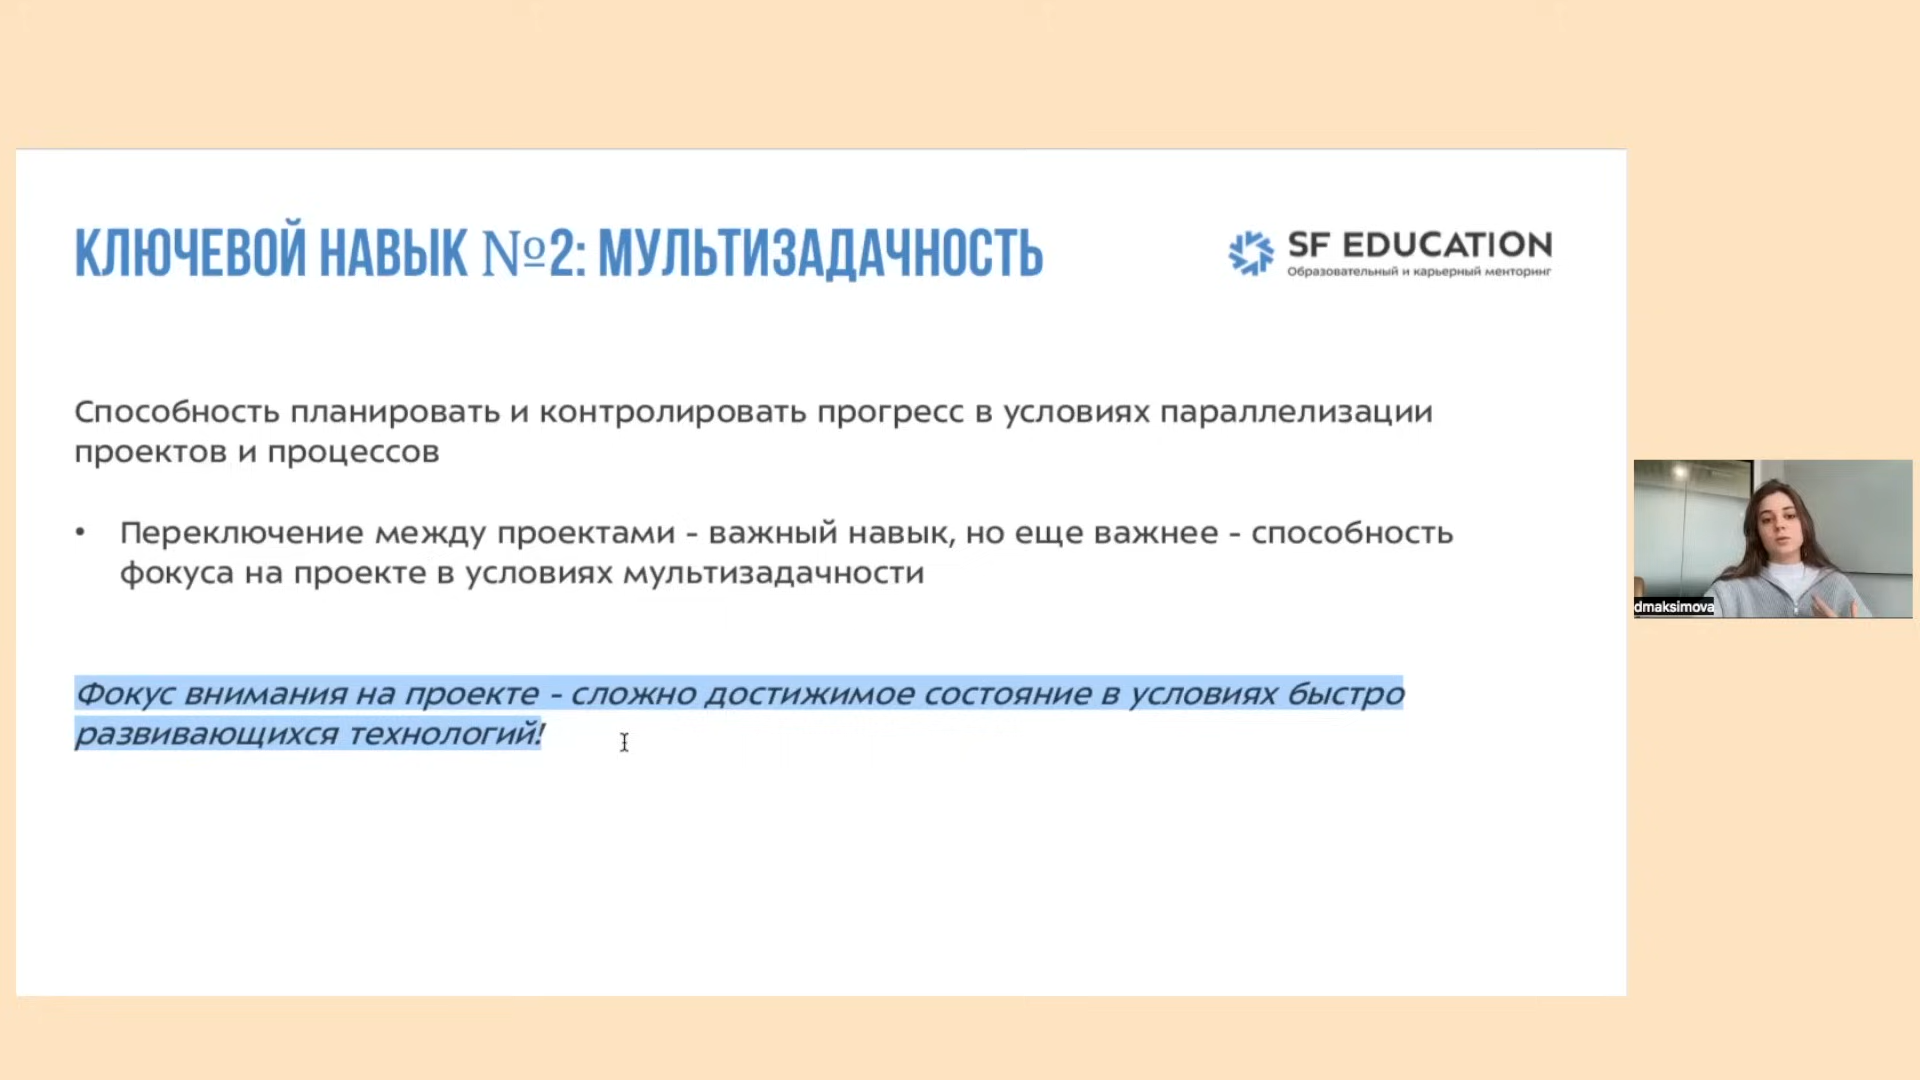 КЛЮЧЕВОЙ НАВЫК №2: МУЛЬТИЗАДАЧНОСТЬ
SF EDUCATION
Образовательный и карьерный менторинг
Способность планировать и контролировать прогресс в условиях параллелизации
проектов и процессов
• Переключение между проектами - важный навык, но еще важнее - способность
фокуса на проекте в условиях мультизадачности
Фокус внимания на проекте - сложно достижимое состояние в условиях быстро
развивающихся технологий!
dmaksimova